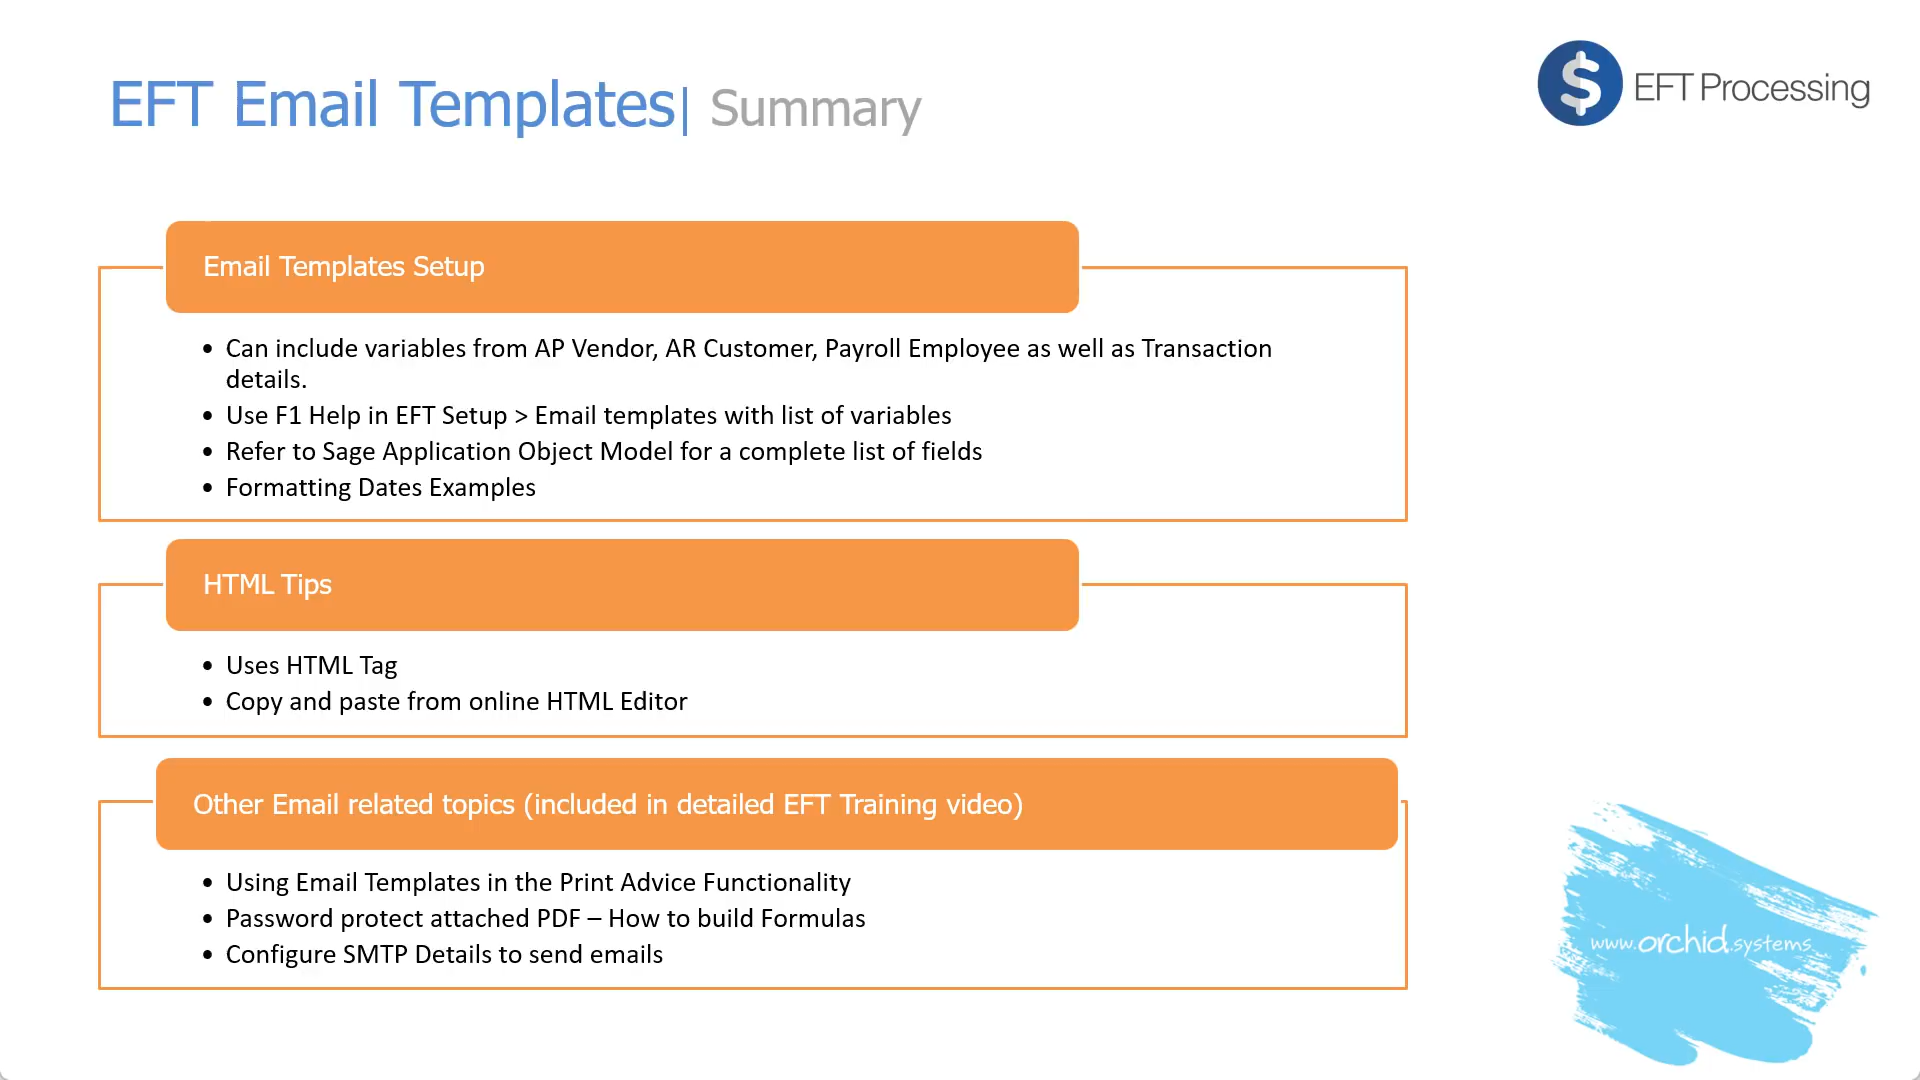 EFT Email Templates| Summary
EFT Processing
Email Templates Setup
• Can include variables from AP Vendor, AR Customer, Payroll Employee as well as Transaction
details.
• Use F1 Help in EFT Setup > Email templates with list of variables
• Refer to Sage Application Object Model for a complete list of fields
• Formatting Dates Examples
HTML Tips
• Uses HTML Tag
• Copy and paste from online HTML Editor
Other Email related topics (included in detailed EFT Training video)
• Using Email Templates in the Print Advice Functionality
• Password protect attached PDF – How to build Formulas
• Configure SMTP Details to send emails
www.orchid.systems